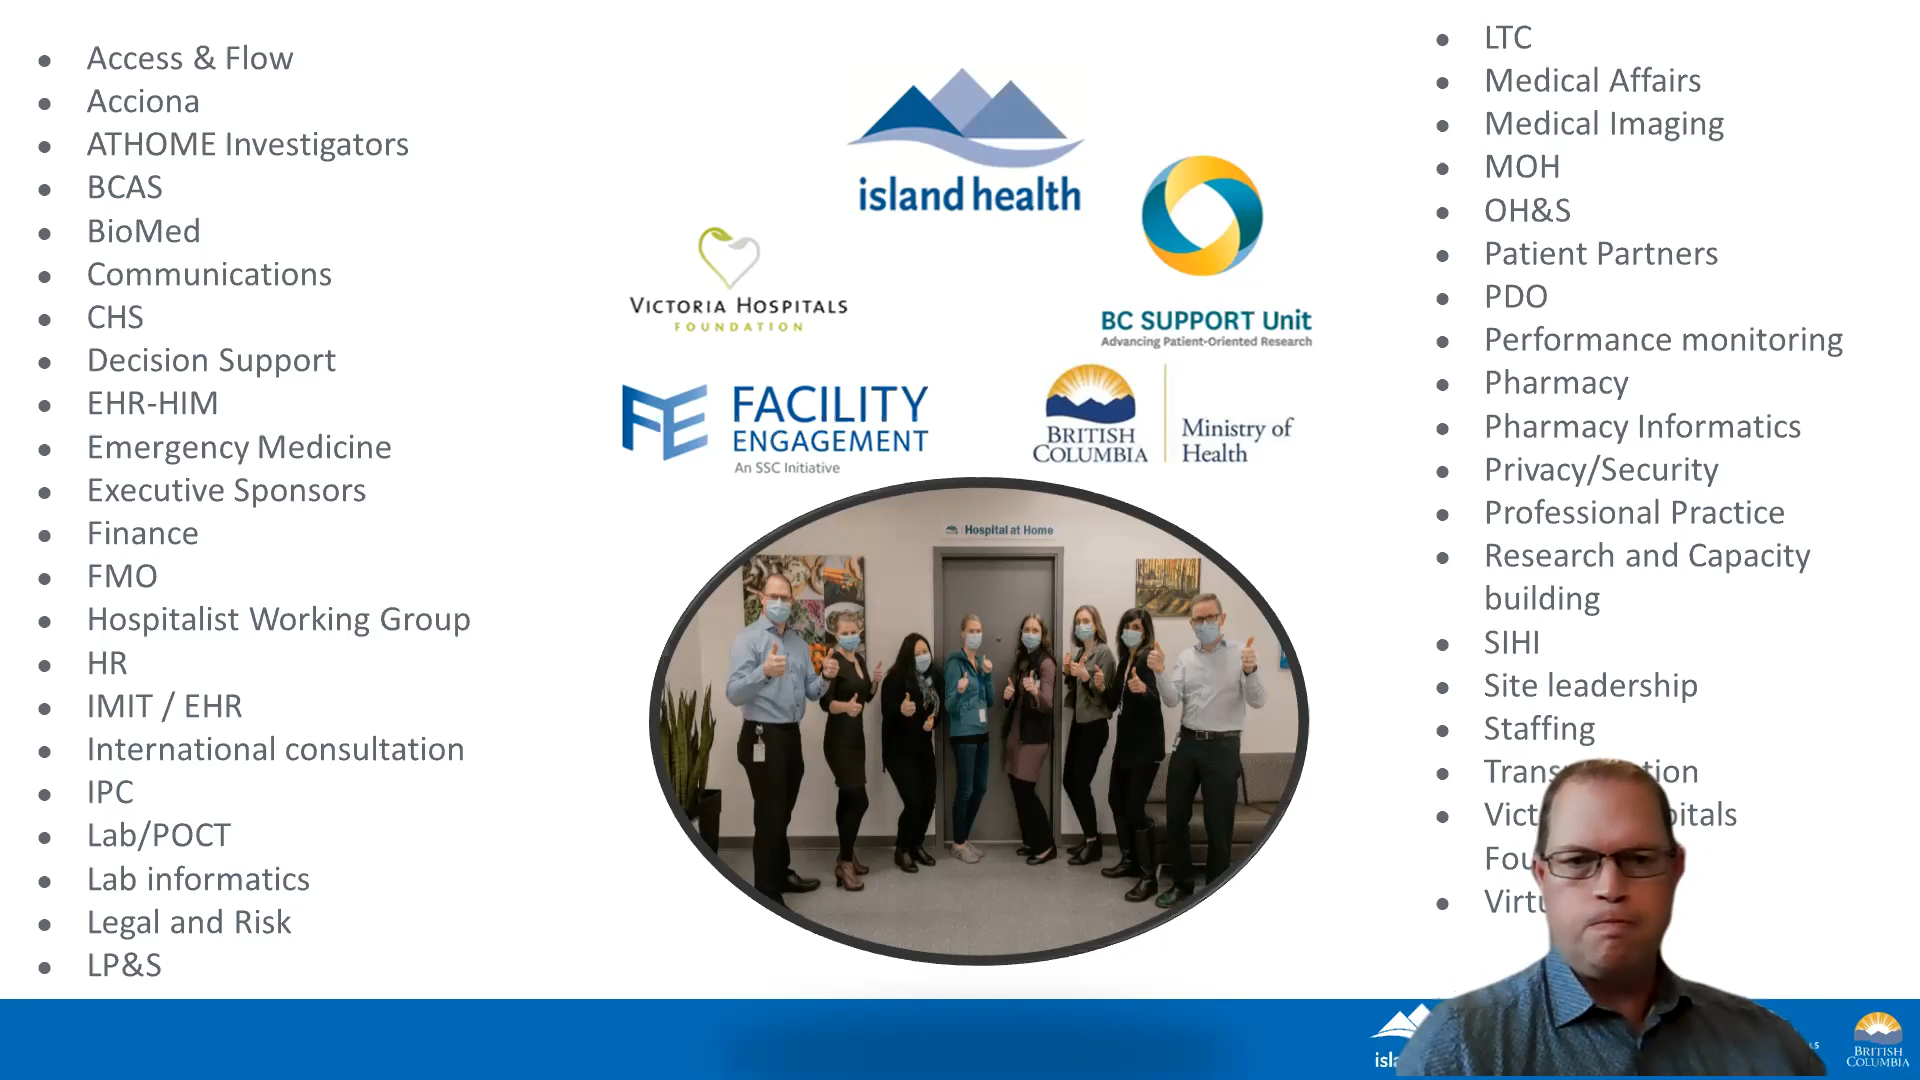 Access & Flow
Acciona
ATHOME Investigators
BCAS
BioMed
Communications
CHS
Decision Support
EHR-HIM
Emergency Medicine
Executive Sponsors
Finance
FMO
Hospitalist Working Group
HR
IMIT / EHR
International consultation
IPC
Lab/POCT
Lab informatics
Legal and Risk
LP&S
island health
VICTORIA HOSPITALS
FOUNDATION
BC SUPPORT Unit
Advancing Patient-Oriented Research
FE
FACILITY
ENGAGEMENT
An SSC Initiative
BRITISH
COLUMBIA
Ministry of
Health
Hospital at Home
LTC
Medical Affairs
Medical Imaging
MOH
OH&S
Patient Partners
PDO
Performance monitoring
Pharmacy
Pharmacy Informatics
Privacy/Security
Professional Practice
Research and Capacity
building
SIHI
Site leadership
Staffing
BRITISH
COLUMBIA